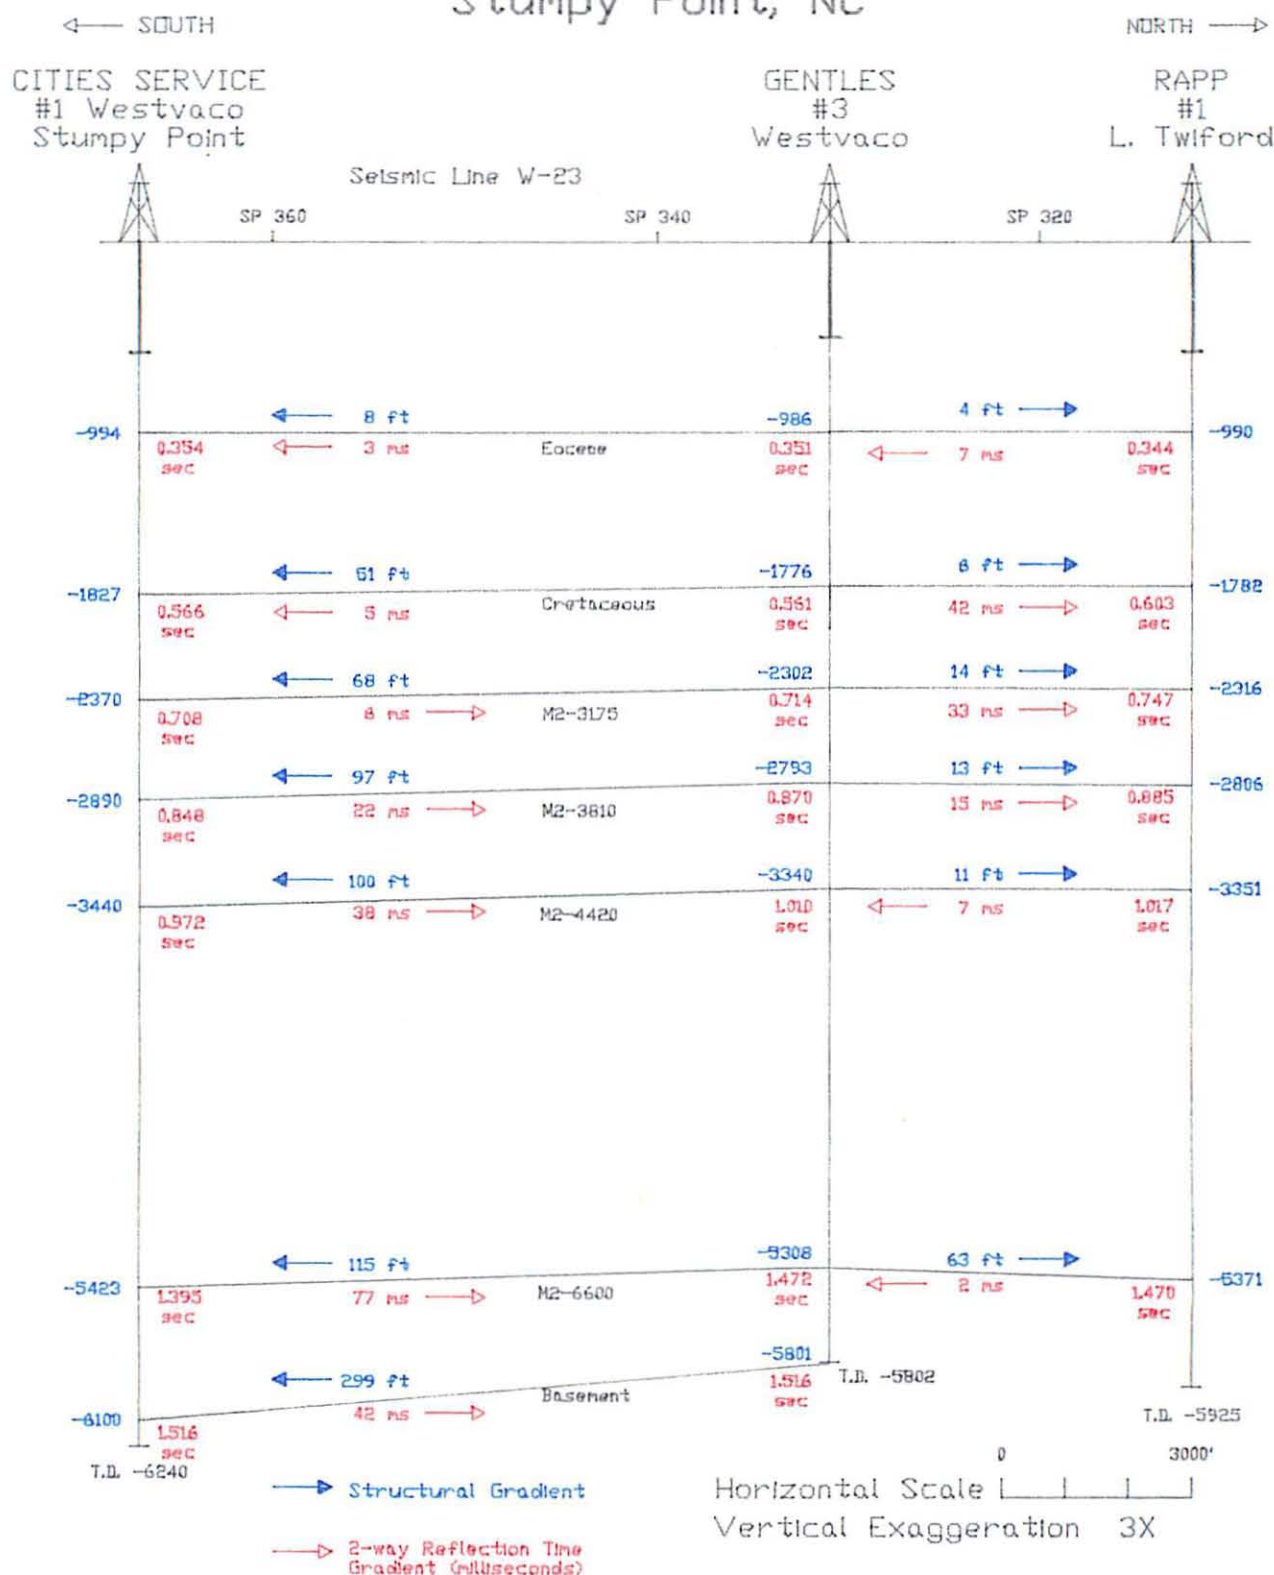 Stumpy Point, NC
SOUTH
NORTH
CITIES SERVICE
#1 Westvaco
Stumpy Point
GENTLES
#3
Westvaco
RAPP
#1
L. Twiford
Seismic Line W-23
SP 360
SP 340
SP 320
8 ft
-986
4 ft
-994
-990
0.354
sec
3 ms
Eocene
0.351
sec
7 ms
0.344
sec
51 ft
-1776
6 ft
-1827
-1782
0.566
sec
5 ms
Cretaceous
0.561
sec
42 ms
0.603
sec
68 ft
-2302
14 ft
-2370
-2316
0.708
sec
6 ms
M2-3175
0.714
sec
33 ms
0.747
sec
97 ft
-2793
13 ft
-2890
-2806
0.848
sec
22 ms
M2-3810
0.870
sec
15 ms
0.885
sec
100 ft
-3340
11 ft
-3440
-3351
0.972
sec
38 ms
M2-4420
1.010
sec
7 ms
1.017
sec
115 ft
-5308
63 ft
-5423
-5371
1.395
sec
77 ms
M2-6600
1.472
sec
2 ms
1.470
sec
299 ft
-5801
T.D. -5802
-6100
1.516
sec
42 ms
Basement
1.516
sec
T.D. -5925
T.D. -6240
Structural Gradient
2-way Reflection Time
Gradient (milliseconds)
0 3000'
Horizontal Scale
Vertical Exaggeration 3X